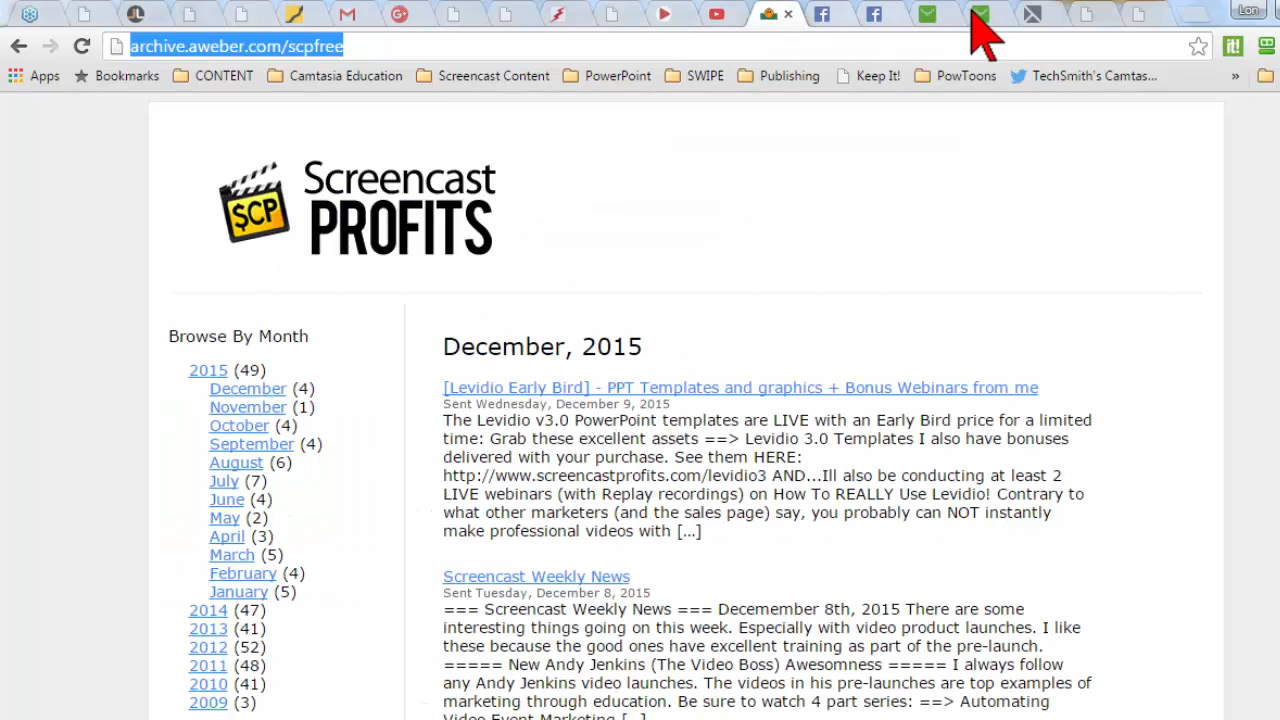 Lon
archive.aweber.com/scpfree
it!
Apps Bookmarks CONTENT Camtasia Education Screencast Content PowerPoint SWIPE Publishing Keep It! PowToons TechSmith's Camtas... »
$CP
Screencast
PROFITS
Browse By Month
2015 (49)
December (4)
November (1)
October (4)
September (4)
August (6)
July (7)
June (4)
May (2)
April (3)
March (5)
February (4)
January (5)
2014 (47)
2013 (41)
2012 (52)
2011 (48)
2010 (41)
2009 (3)
December, 2015
[Levidio Early Bird] - PPT Templates and graphics + Bonus Webinars from me
Sent Wednesday, December 9, 2015
The Levidio v3.0 PowerPoint templates are LIVE with an Early Bird price for a limited
time: Grab these excellent assets ==> Levidio 3.0 Templates I also have bonuses
delivered with your purchase. See them HERE:
http://www.screencastprofits.com/levidio3 AND...Ill also be conducting at least 2
LIVE webinars (with Replay recordings) on How To REALLY Use Levidio! Contrary to
what other marketers (and the sales page) say, you probably can NOT instantly
make professional videos with [...]
Screencast Weekly News
Sent Tuesday, December 8, 2015
=== Screencast Weekly News === Decemember 8th, 2015 There are some
interesting things going on this week. Especially with video product launches. I like
these because the good ones have excellent training as part of the pre-launch.
===== New Andy Jenkins (The Video Boss) Awesomness ===== I always follow
any Andy Jenkins video launches. The videos in his pre-launches are top examples of
marketing through education. Be sure to watch 4 part series: ==> Automating
Video Event Marketing [...]